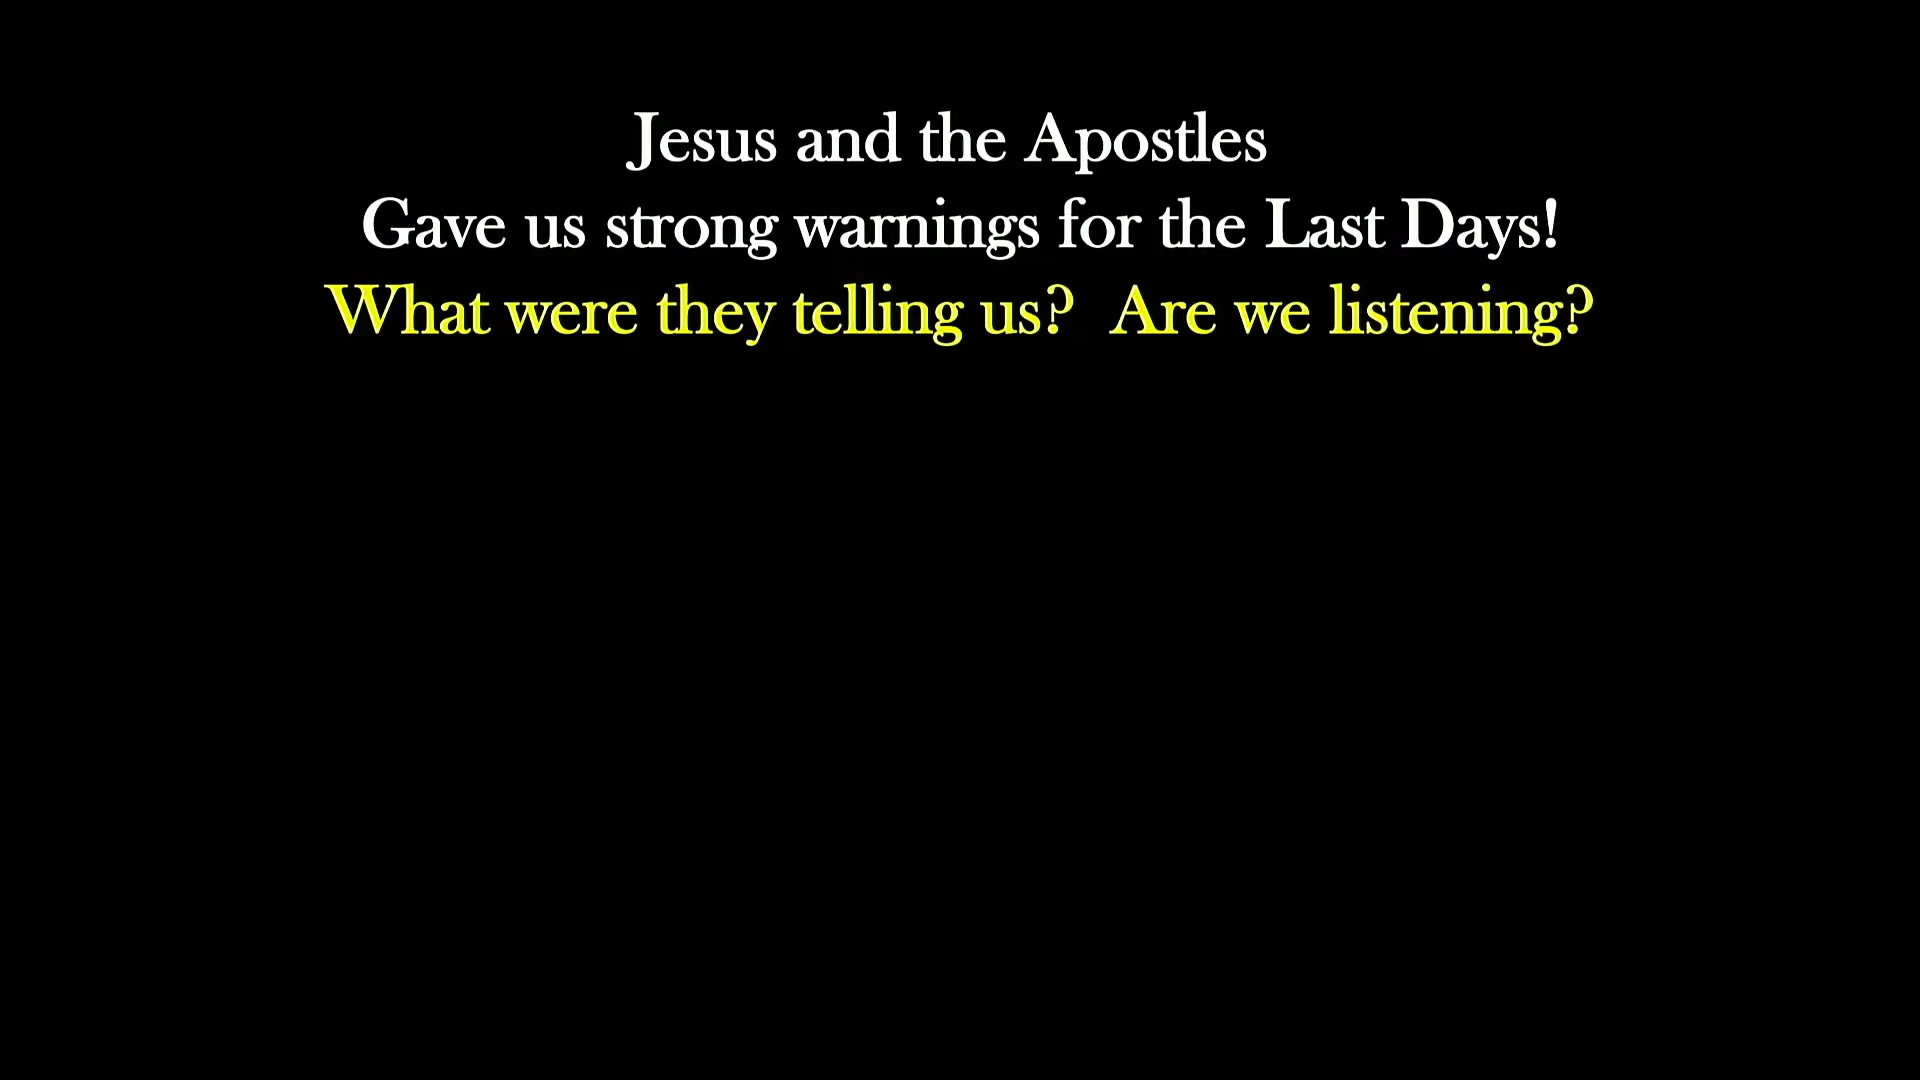 Jesus and the Apostles
Gave us strong warnings for the Last Days!
What were they telling us?  Are we listening?